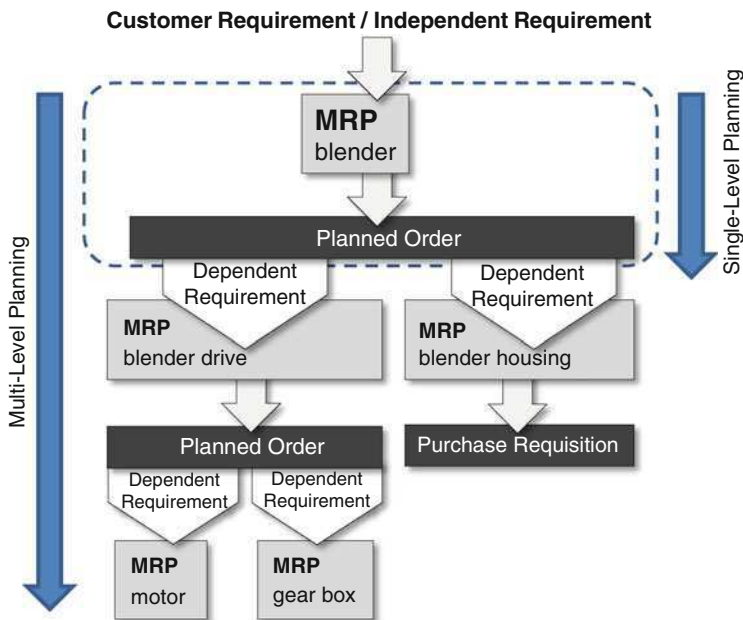 Customer Requirement / Independent Requirement
MRP
blender
Planned Order
Dependent
Requirement
Dependent
Requirement
MRP
blender drive
MRP
blender housing
Planned Order
Purchase Requisition
Dependent
Requirement
Dependent
Requirement
MRP
motor
MRP
gear box
Multi-Level Planning
Single-Level Planning